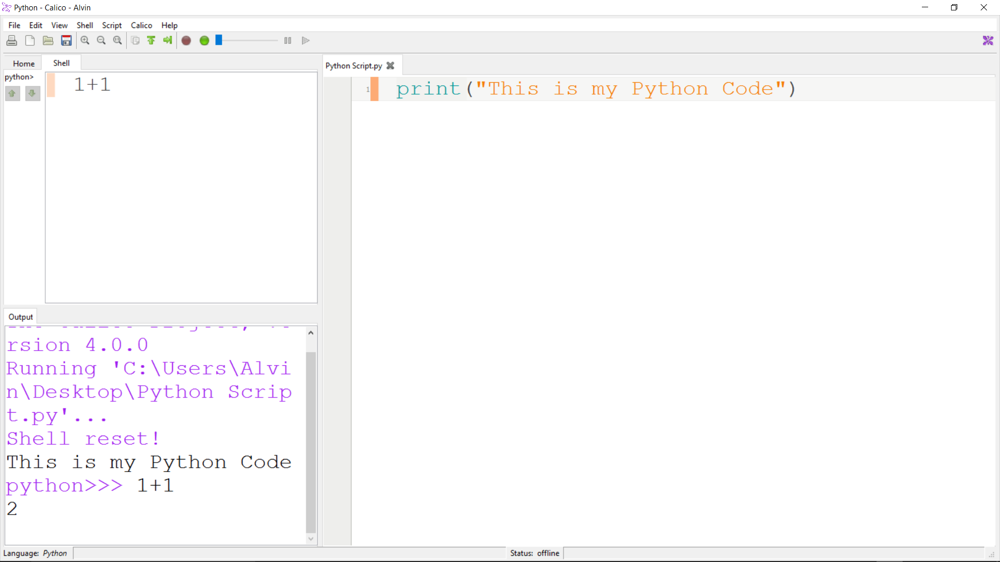 Python - Calico - Alvin
File Edit View Shell Script Calico Help
Home Shell
python>
1+1
Python Script.py
1 print("This is my Python Code")
Output
rsion 4.0.0
Running 'C:\Users\Alvi
n\Desktop\Python Scrip
t.py'...
Shell reset!
This is my Python Code
python>>> 1+1
2
Language: Python
Status: offline